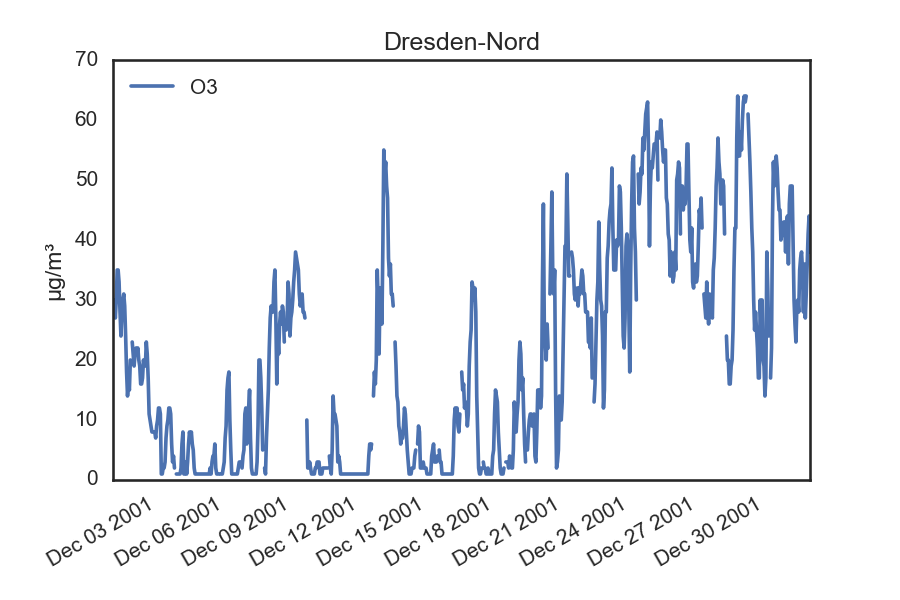 Dresden-Nord
70
60
50
40
30
20
10
0
µg/m³
O3
Dec 03 2001
Dec 06 2001
Dec 09 2001
Dec 12 2001
Dec 15 2001
Dec 18 2001
Dec 21 2001
Dec 24 2001
Dec 27 2001
Dec 30 2001